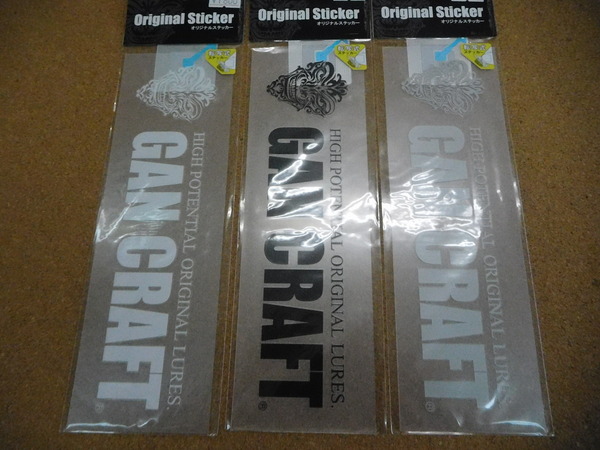 Original Sticker
オリジナルステッカー
HIGH POTENTIAL ORIGINAL LURES.
GAN CRAFT
®
Original Sticker
オリジナルステッカー
HIGH POTENTIAL ORIGINAL LURES.
GAN CRAFT
®
Original Sticker
オリジナルステッカー
HIGH POTENTIAL ORIGINAL LURES.
GAN CRAFT
®